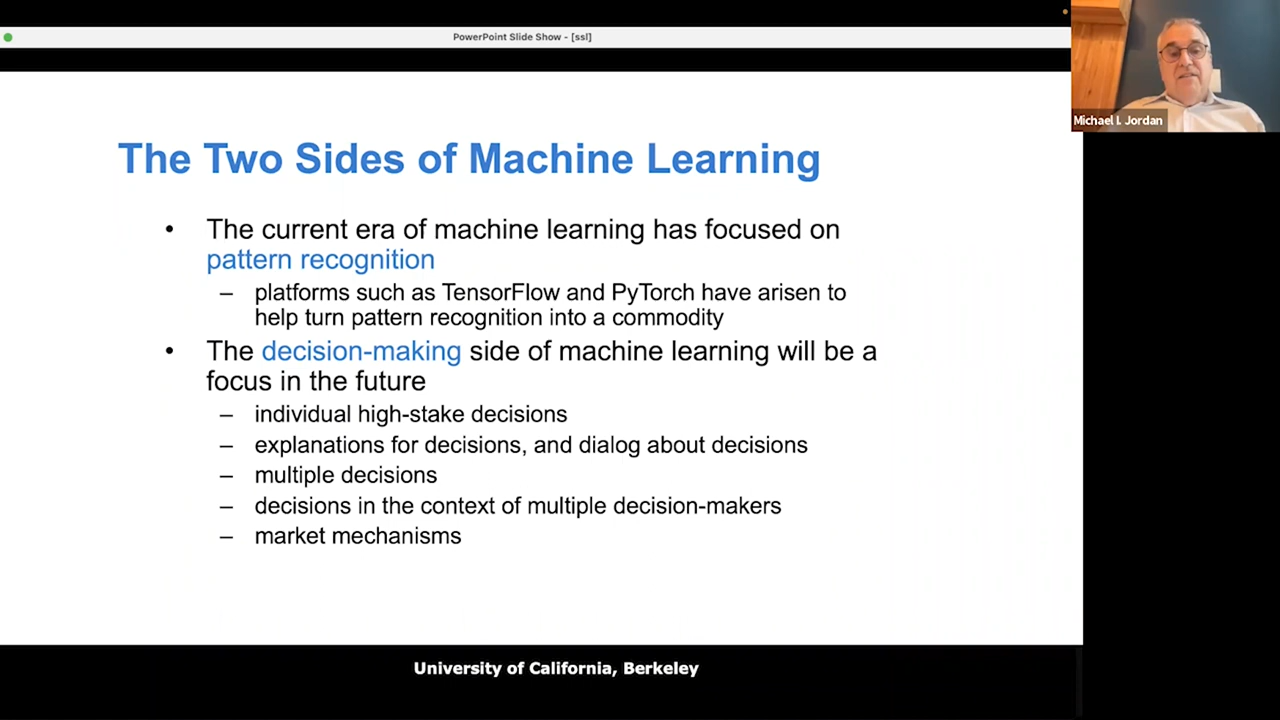 PowerPoint Slide Show - [ssl]
Michael I. Jordan
The Two Sides of Machine Learning
• The current era of machine learning has focused on
pattern recognition
– platforms such as TensorFlow and PyTorch have arisen to
help turn pattern recognition into a commodity
• The decision-making side of machine learning will be a
focus in the future
– individual high-stake decisions
– explanations for decisions, and dialog about decisions
– multiple decisions
– decisions in the context of multiple decision-makers
– market mechanisms
University of California, Berkeley